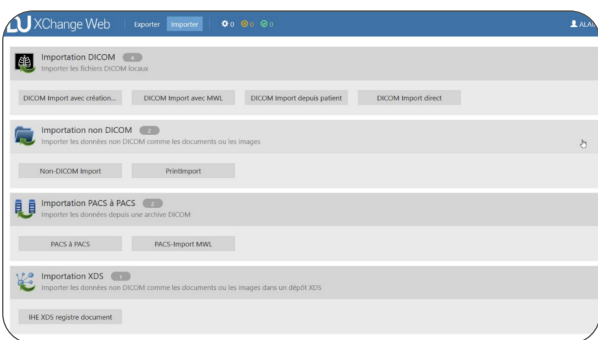 XChange Web Exporter Importer 0 0 0
Importation DICOM 4
Importer les fichiers DICOM locaux
DICOM Import avec création... DICOM Import avec MWL DICOM Import depuis patient DICOM Import direct
Importation non DICOM 2
Importer les données non DICOM comme les documents ou les images
Non-DICOM Import PrintImport
Importation PACS à PACS 2
Importer les données depuis une archive DICOM
PACS à PACS PACS-Import MWL
Importation XDS 1
Importer les données non DICOM comme les documents ou les images dans un dépôt XDS
IHE XDS registre document